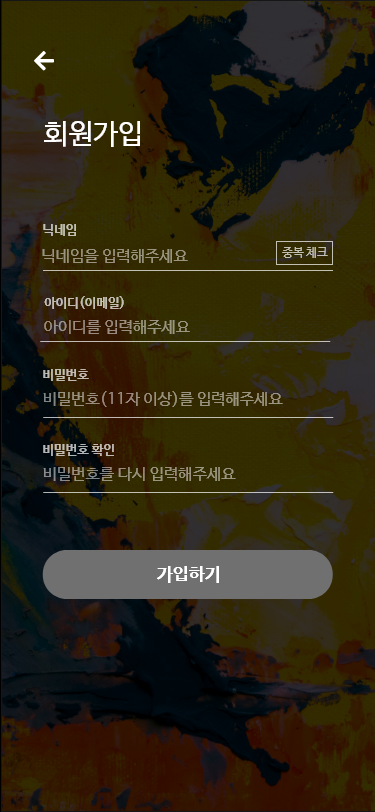 회원가입
닉네임
닉네임을 입력해주세요 중복 체크
아이디(이메일)
아이디를 입력해주세요
비밀번호
비밀번호(11자 이상)를 입력해주세요
비밀번호 확인
비밀번호를 다시 입력해주세요
가입하기